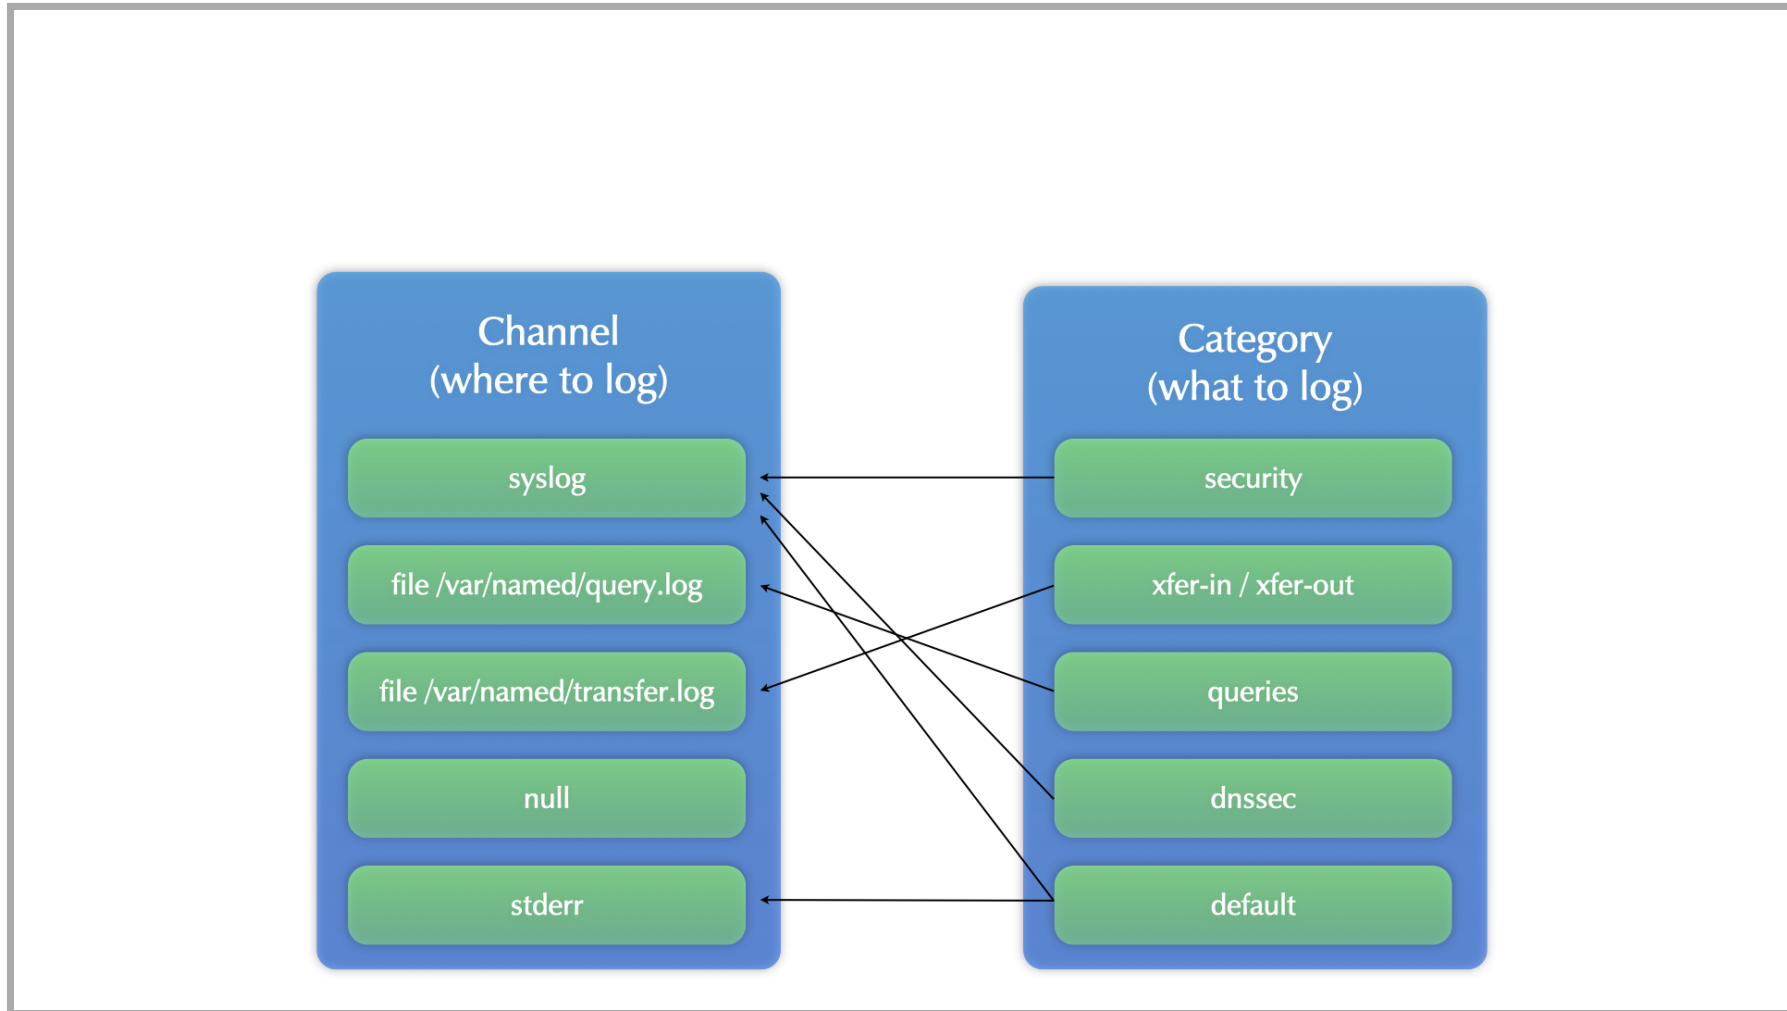 Channel
(where to log)
syslog
file /var/named/query.log
file /var/named/transfer.log
null
stderr
Category
(what to log)
security
xfer-in / xfer-out
queries
dnssec
default